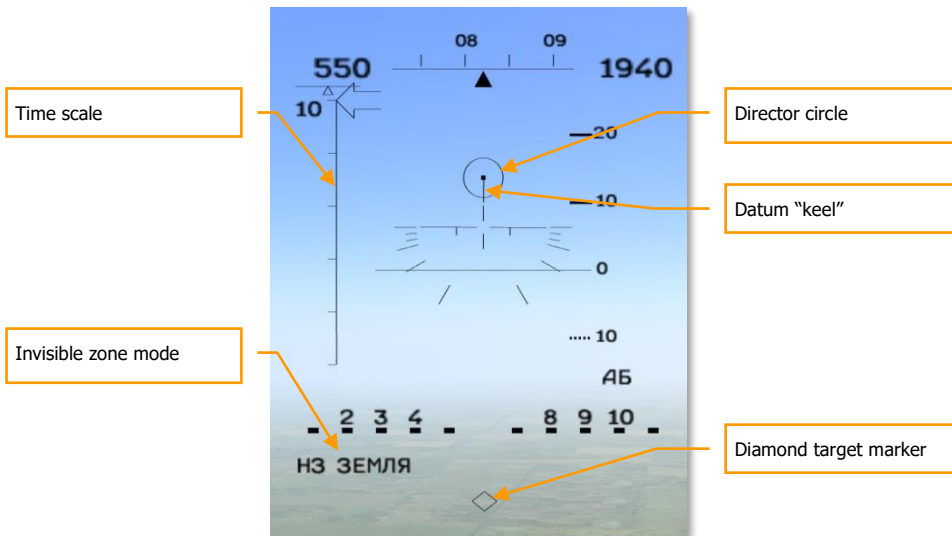 08 09
550 1940
Time scale
10
Director circle
20
Datum “keel”
10
0
Invisible zone mode
10
АБ
2 3 4 8 9 10
НЗ ЗЕМЛЯ
Diamond target marker